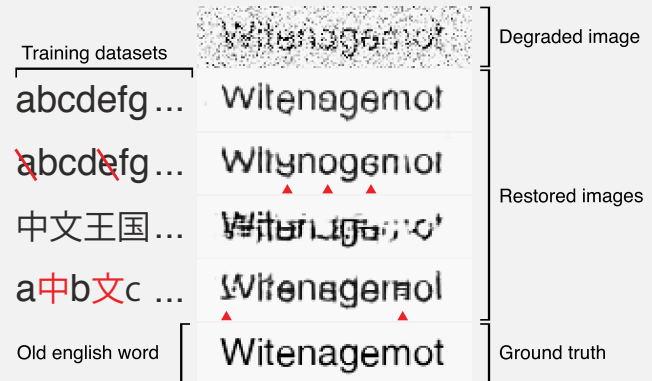 Witenagemot Degraded image
Training datasets
abcdefg ... Witenagemot
abcdefg ... Witynogemot Restored images
中文王国 ...
a中b文c ... Witenagemot
Old english word Witenagemot Ground truth